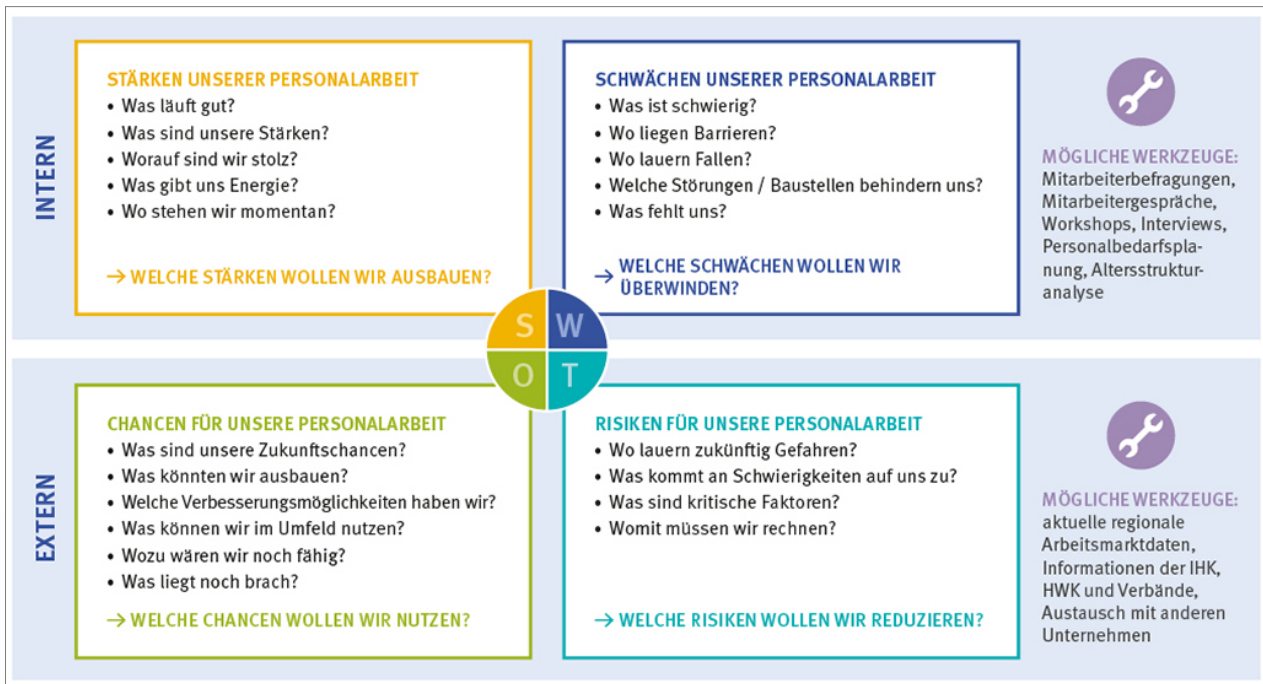 INTERN
STÄRKEN UNSERER PERSONALARBEIT
• Was läuft gut?
• Was sind unsere Stärken?
• Worauf sind wir stolz?
• Was gibt uns Energie?
• Wo stehen wir momentan?
→ WELCHE STÄRKEN WOLLEN WIR AUSBAUEN?
SCHWÄCHEN UNSERER PERSONALARBEIT
• Was ist schwierig?
• Wo liegen Barrieren?
• Wo lauern Fallen?
• Welche Störungen / Baustellen behindern uns?
• Was fehlt uns?
→ WELCHE SCHWÄCHEN WOLLEN WIR
ÜBERWINDEN?
MÖGLICHE WERKZEUGE:
Mitarbeiterbefragungen,
Mitarbeitergespräche,
Workshops, Interviews,
Personalbedarfspla-
nung, Altersstruktur-
analyse
S W
O T
EXTERN
CHANCEN FÜR UNSERE PERSONALARBEIT
• Was sind unsere Zukunftschancen?
• Was könnten wir ausbauen?
• Welche Verbesserungsmöglichkeiten haben wir?
• Was können wir im Umfeld nutzen?
• Wozu wären wir noch fähig?
• Was liegt noch brach?
→ WELCHE CHANCEN WOLLEN WIR NUTZEN?
RISIKEN FÜR UNSERE PERSONALARBEIT
• Wo lauern zukünftig Gefahren?
• Was kommt an Schwierigkeiten auf uns zu?
• Was sind kritische Faktoren?
• Womit müssen wir rechnen?
→ WELCHE RISIKEN WOLLEN WIR REDUZIEREN?
MÖGLICHE WERKZEUGE:
aktuelle regionale
Arbeitsmarktdaten,
Informationen der IHK,
HWK und Verbände,
Austausch mit anderen
Unternehmen